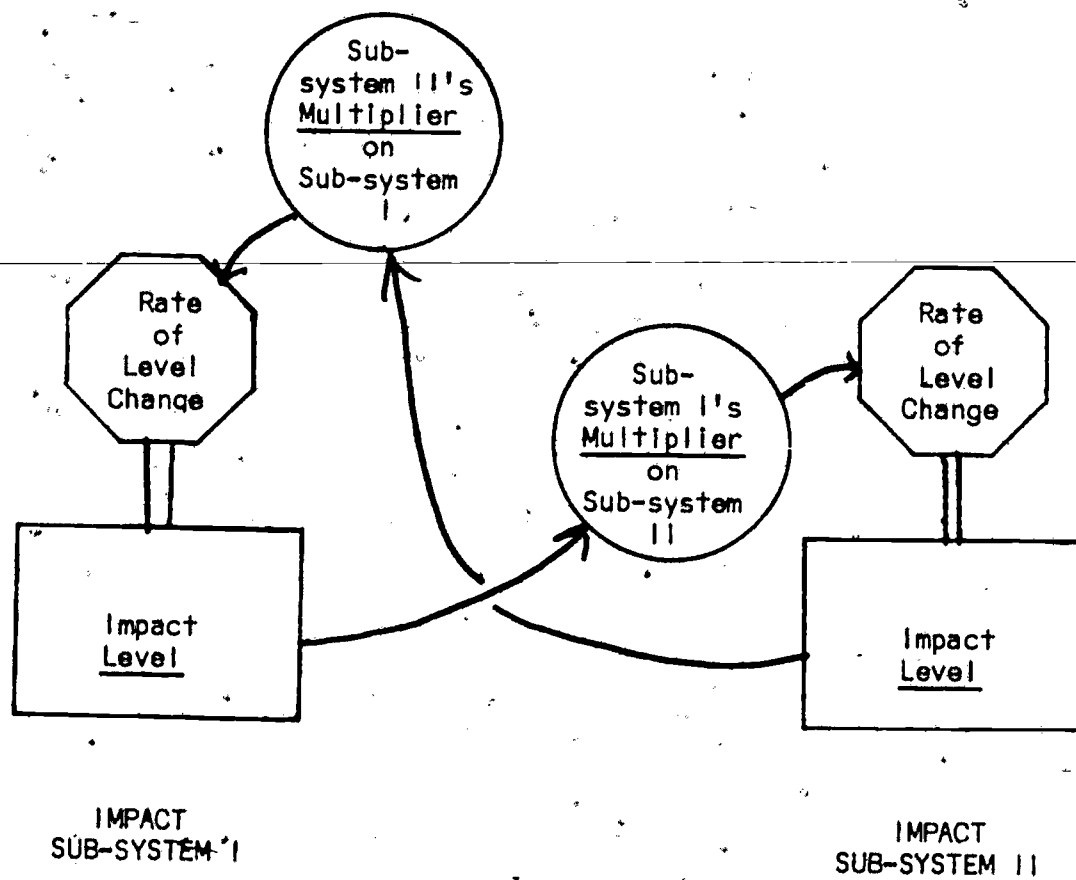 Sub-
system II's
Multiplier
on
Sub-system
I
Rate
of
Level
Change
Rate
of
Level
Change
Sub-
system I's
Multiplier
on
Sub-system
II
Impact
Level
Impact
Level
IMPACT
SUB-SYSTEM I
IMPACT
SUB-SYSTEM II